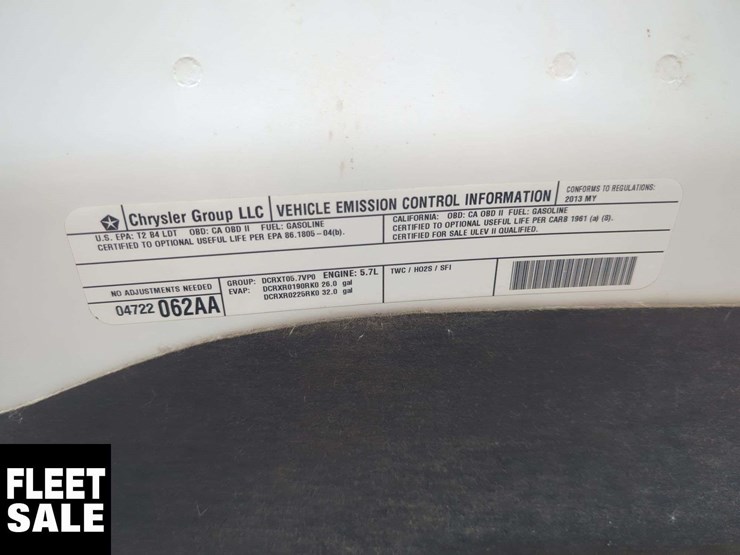 Chrysler Group LLC
VEHICLE EMISSION CONTROL INFORMATION
CONFORMS TO REGULATIONS:
2013 MY
U.S. EPA: T2 B4 LDT OBD: CA OBD II FUEL: GASOLINE
CERTIFIED TO OPTIONAL USEFUL LIFE PER EPA 86.1805-04(b).
CALIFORNIA: OBD: CA OBD II FUEL: GASOLINE
CERTIFIED TO OPTIONAL USEFUL LIFE PER CARB 1961 (a) (8).
CERTIFIED FOR SALE ULEV II QUALIFIED.
NO ADJUSTMENTS NEEDED
04722 062AA
GROUP: DCRXT05.7VP0 ENGINE: 5.7L
EVAP: DCRXR0190RK0 26.0 gal
DCRXR0225RK0 32.0 gal
TWC / HO2S / SFI
FLEET
SALE